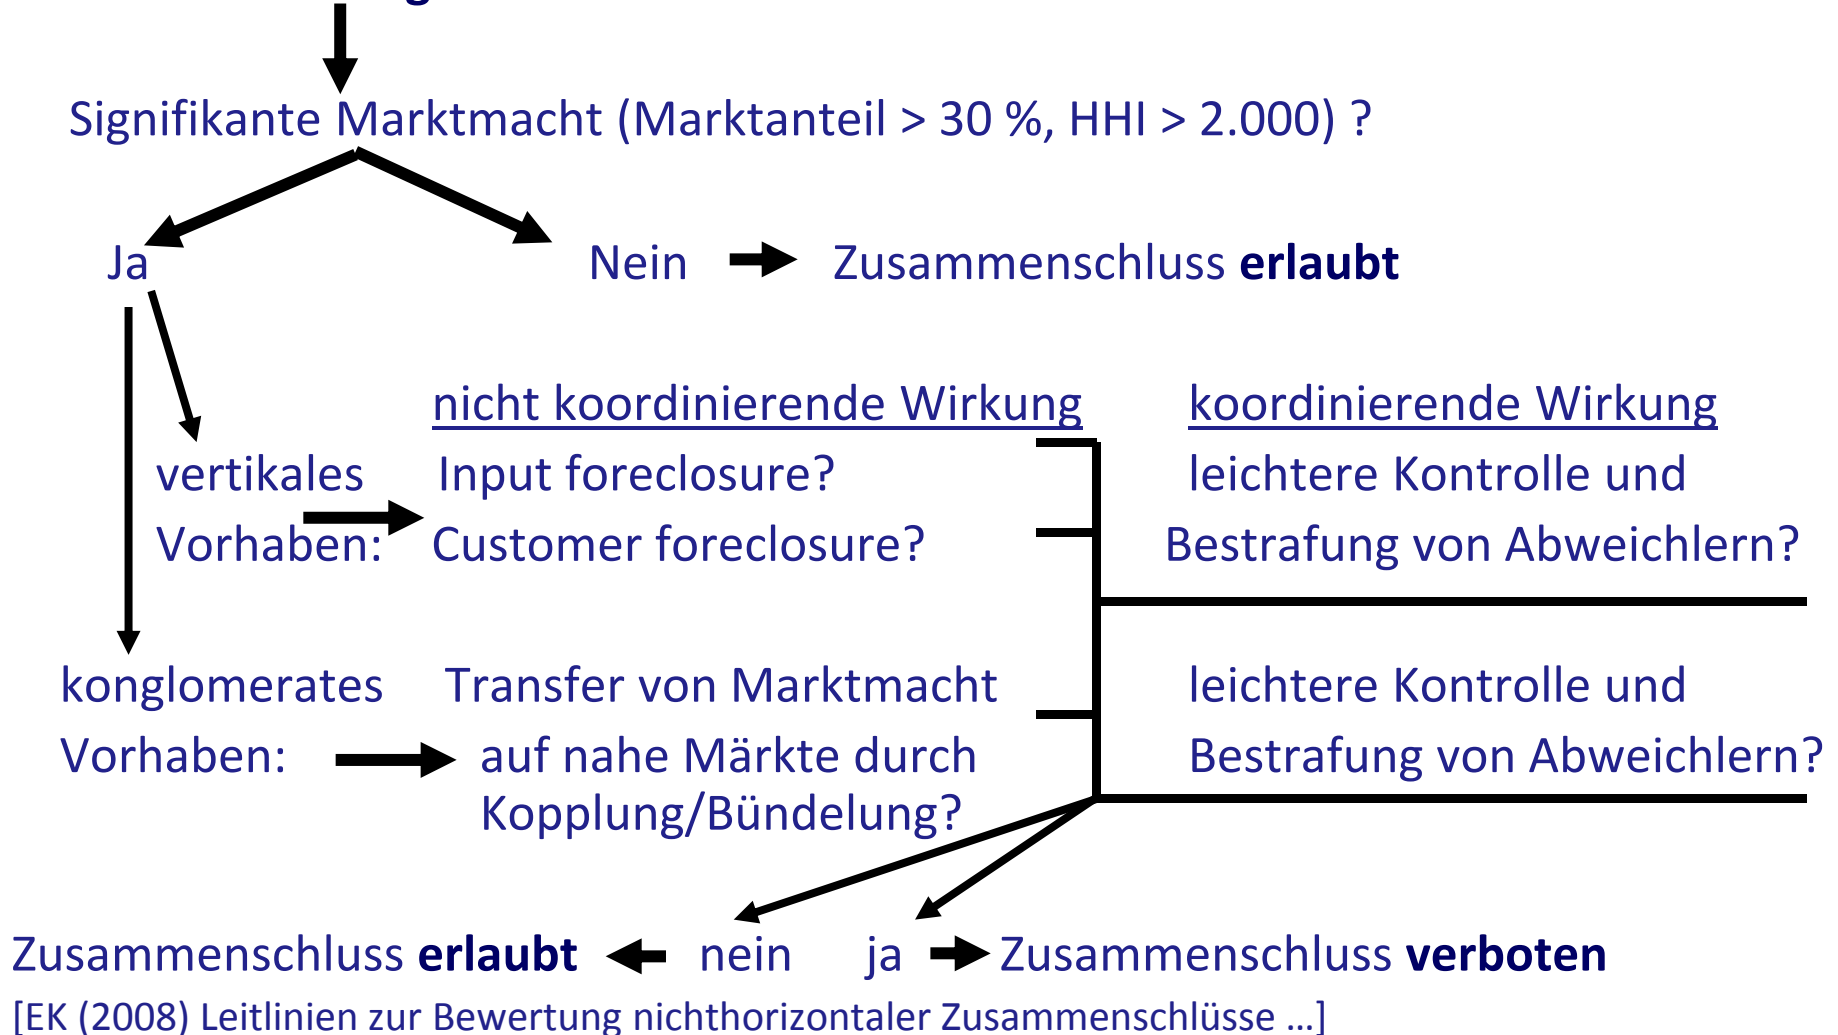 Signifikante Marktmacht (Marktanteil > 30 %, HHI > 2.000) ?
Ja
Nein
Zusammenschluss erlaubt
nicht koordinierende Wirkung
koordinierende Wirkung
vertikales
Input foreclosure?
leichtere Kontrolle und
Vorhaben:
Customer foreclosure?
Bestrafung von Abweichlern?
konglomerates
Transfer von Marktmacht
leichtere Kontrolle und
Vorhaben:
auf nahe Märkte durch
Bestrafung von Abweichlern?
Kopplung/Bündelung?
Zusammenschluss erlaubt
nein
ja
Zusammenschluss verboten
[EK (2008) Leitlinien zur Bewertung nichthorizontaler Zusammenschlüsse ...]